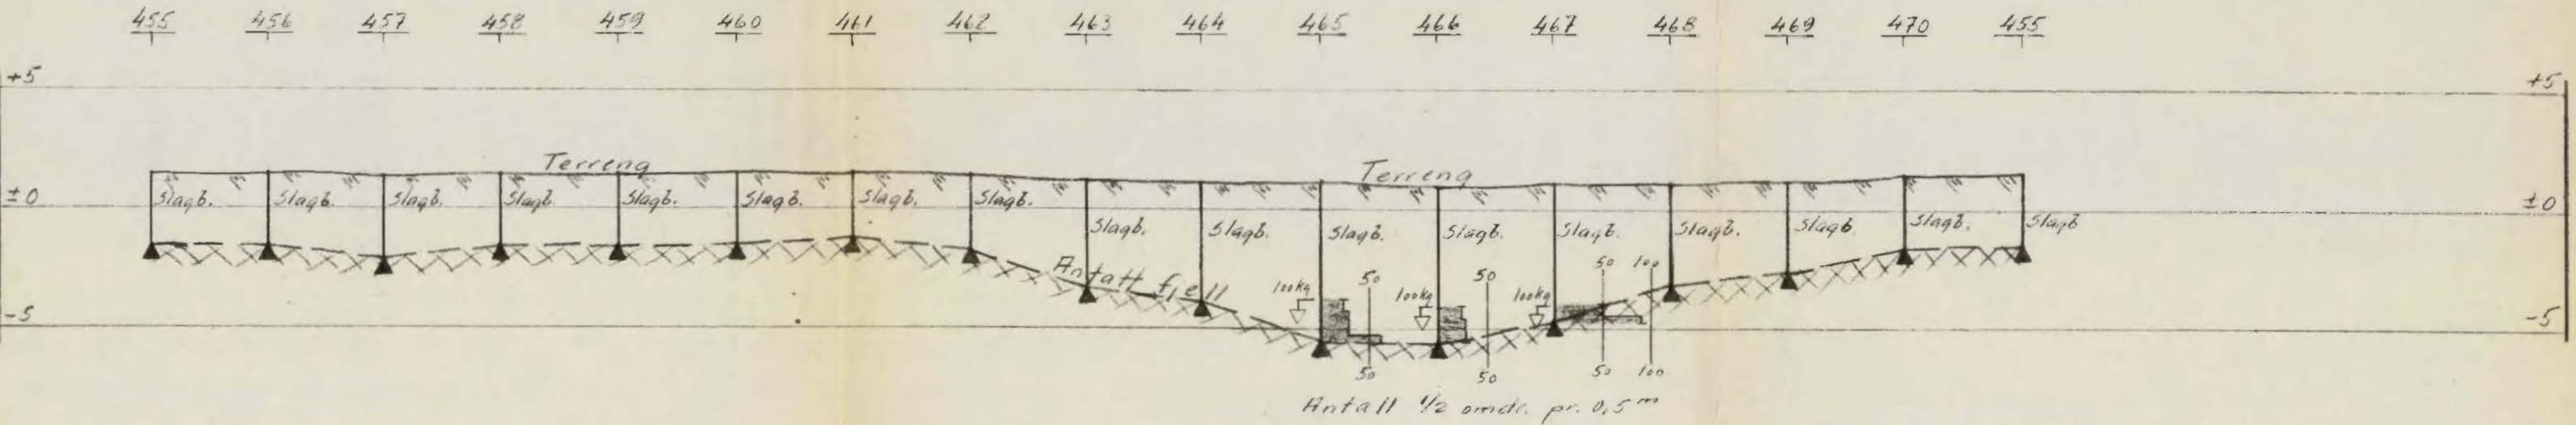 455 456 457 458 459 460 461 462 463 464 465 466 467 468 469 470 455
+5 +5
Terreng Terreng
±0 Slagb. Slagb. Slagb. Slagb. Slagb. Slagb. Slagb. Slagb. ±0
Slagb. Slagb. Slagb. Slagb. Slagb. Slagb. Slagb Slagb. Slagb
Antatt fjell 100kg 50 100kg 50 100kg 50 100
-5 -5
50 50 50 100
Antall 1/2 omdr. pr. 0,5 m